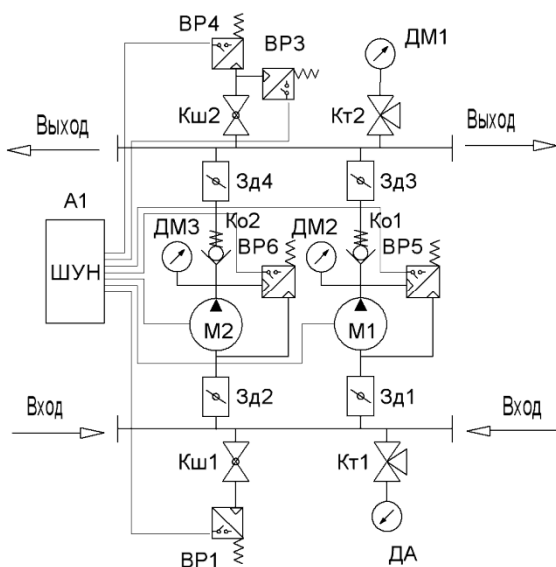 ВР4
ВР3
ДМ1
Кш2
Кт2
Выход
Выход
Зд4
Зд3
А1
ДМ3
Ко2
ДМ2
Ко1
ВР6
ВР5
ШУН
М2
М1
Зд2
Зд1
Вход
Вход
Кш1
Кт1
ВР1
ДА